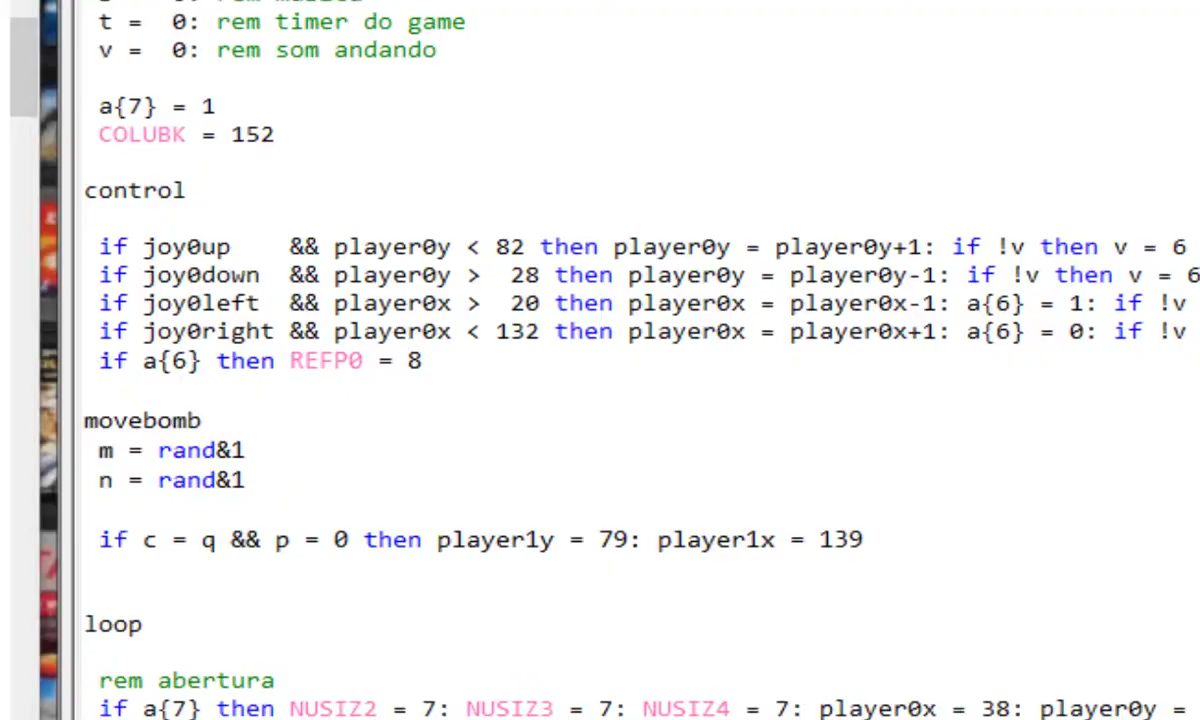 t =  0: rem timer do game
v =  0: rem som andando
a{7} = 1
COLUBK = 152
control
if joy0up    && player0y < 82 then player0y = player0y+1: if !v then v = 6
if joy0down  && player0y >  28 then player0y = player0y-1: if !v then v = 6
if joy0left  && player0x >  20 then player0x = player0x-1: a{6} = 1: if !v
if joy0right && player0x < 132 then player0x = player0x+1: a{6} = 0: if !v
if a{6} then REFP0 = 8
movebomb
m = rand&1
n = rand&1
if c = q && p = 0 then player1y = 79: player1x = 139
loop
rem abertura
if a{7} then NUSIZ2 = 7: NUSIZ3 = 7: NUSIZ4 = 7: player0x = 38: player0y =